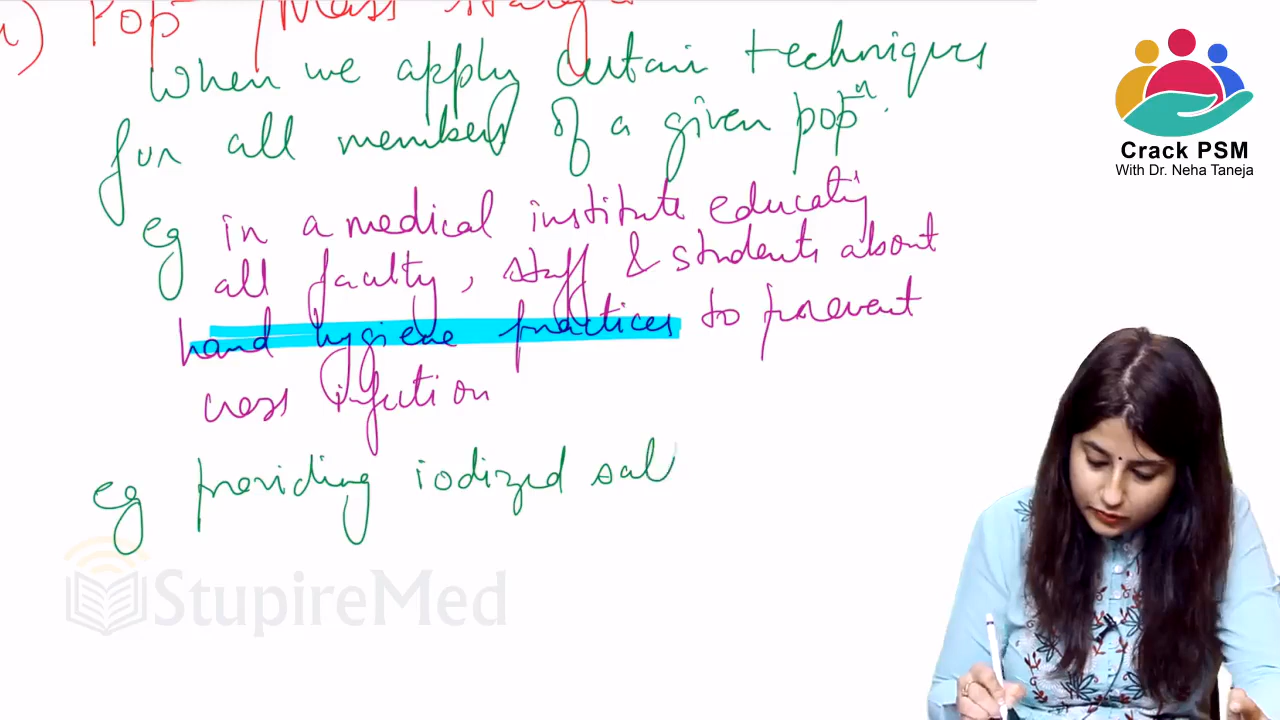 Popⁿ/Mass strategy
When we apply certain techniques
for all members of a given popⁿ.
eg in a medical institute educating
all faculty, staff & students about
hand hygiene practices to prevent
cross infection
eg providing iodized sal
Crack PSM
With Dr. Neha Taneja
StupireMed